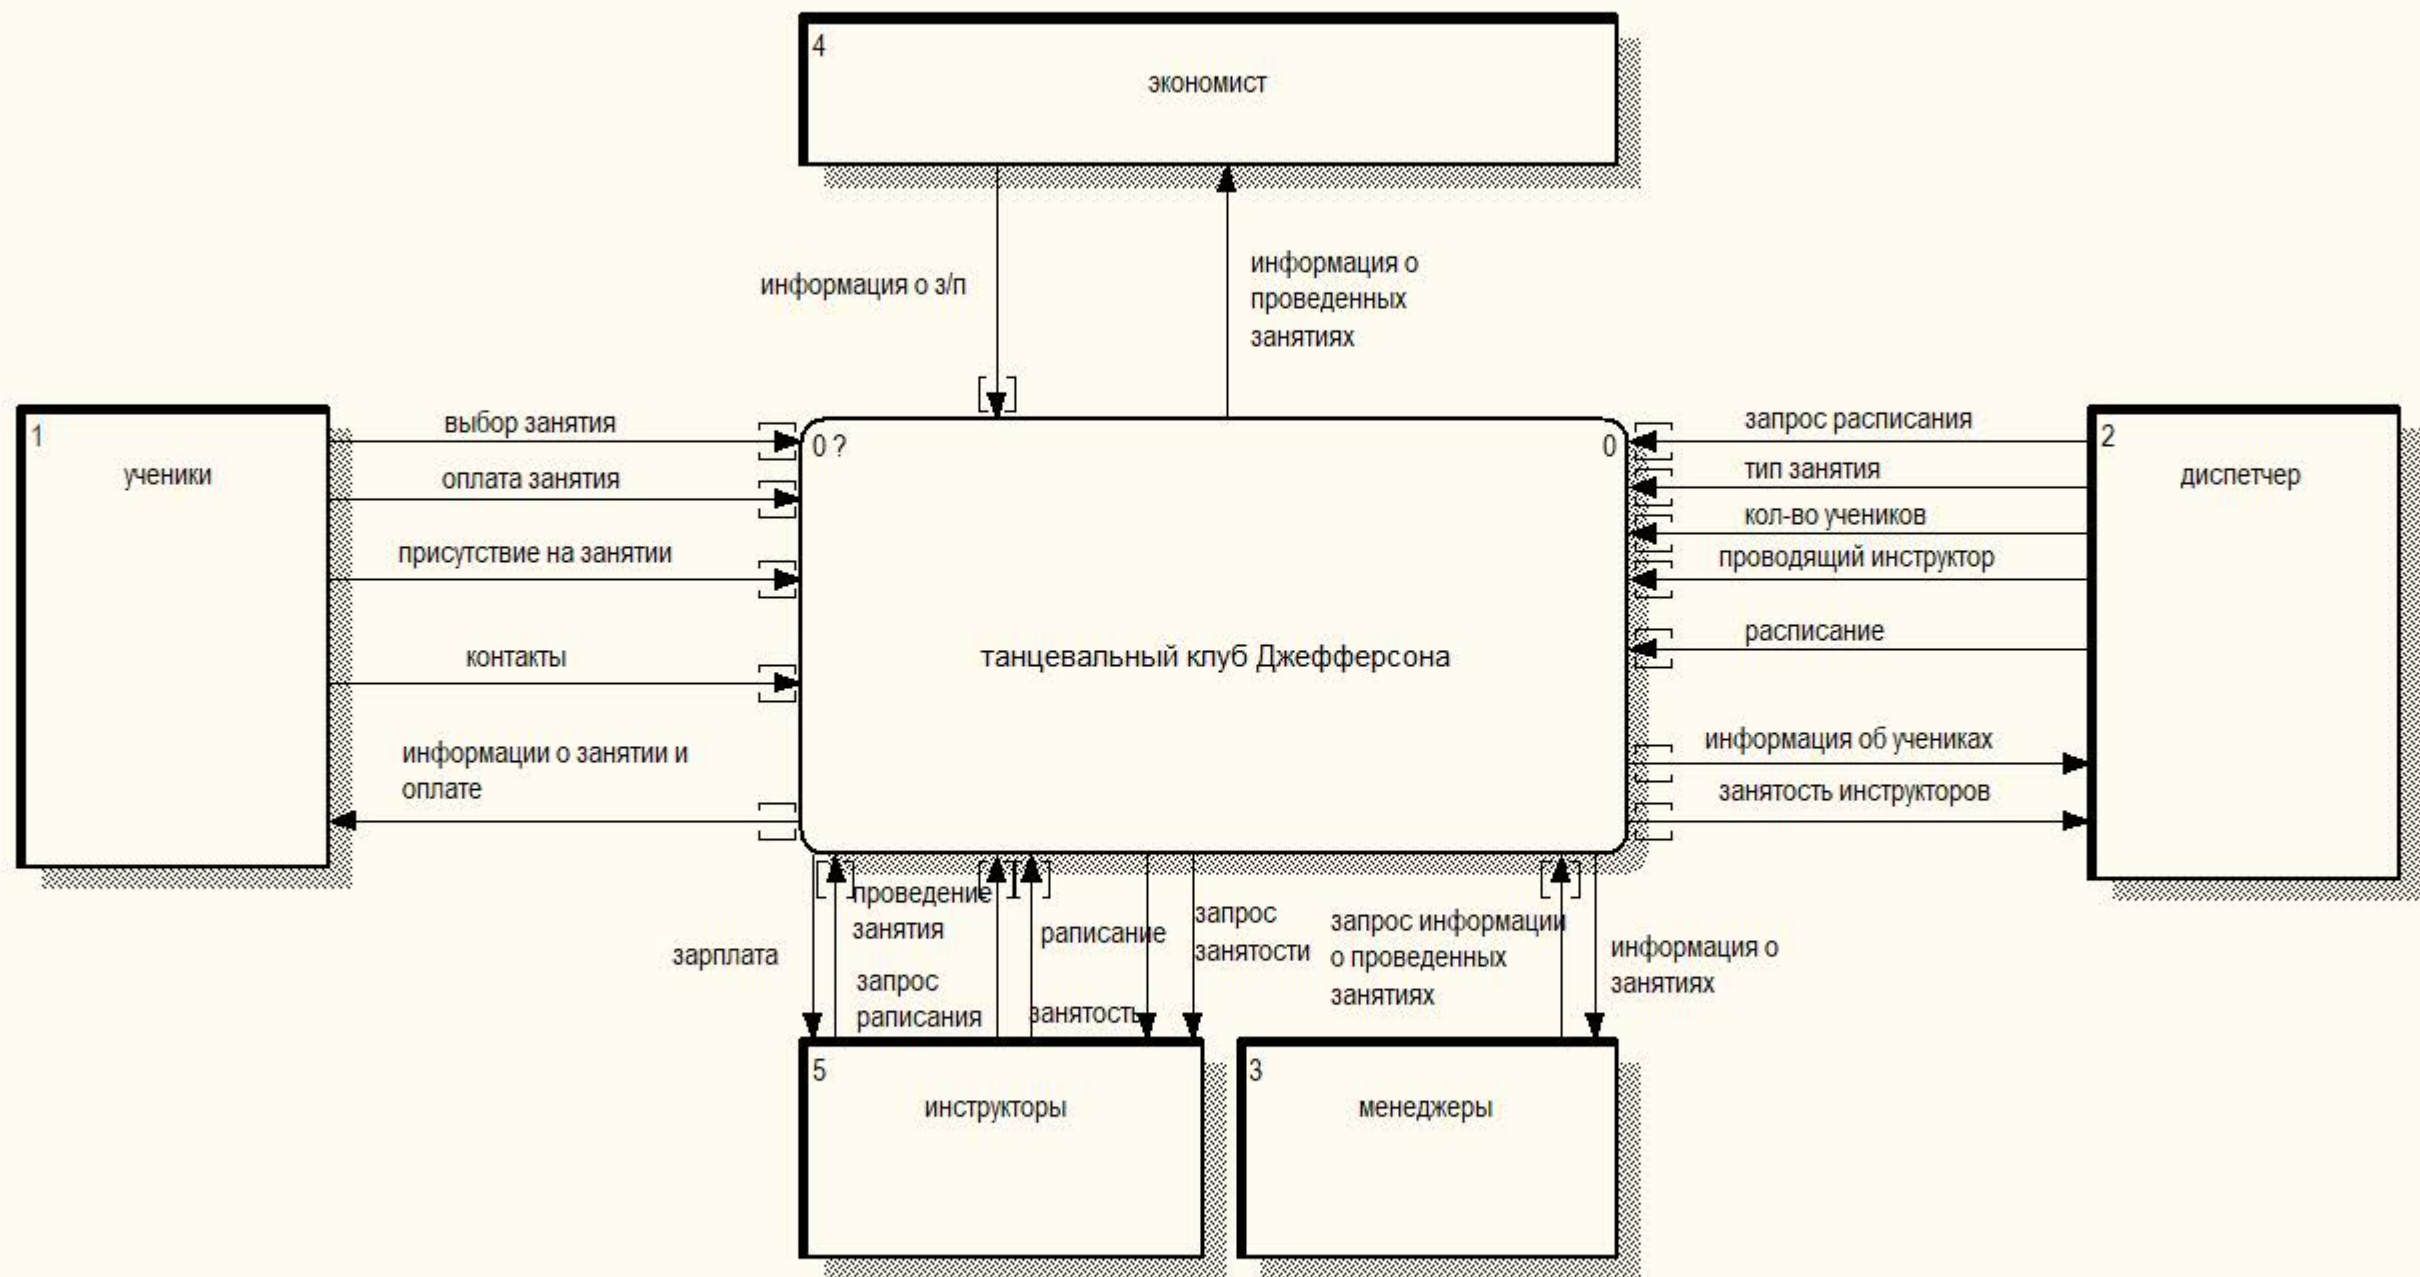 4
экономист
информация о з/п
информация о
проведенных
занятиях
1
ученики
выбор занятия
оплата занятия
присутствие на занятии
контакты
информации о занятии и
оплате
0 ?
0
танцевальный клуб Джефферсона
запрос расписания
тип занятия
кол-во учеников
проводящий инструктор
расписание
информация об учениках
занятость инструкторов
2
диспетчер
зарплата
проведение
занятия
запрос
раписания
раписание
занятость
запрос
занятости
запрос информации
о проведенных
занятиях
информация о
занятиях
5
инструкторы
3
менеджеры